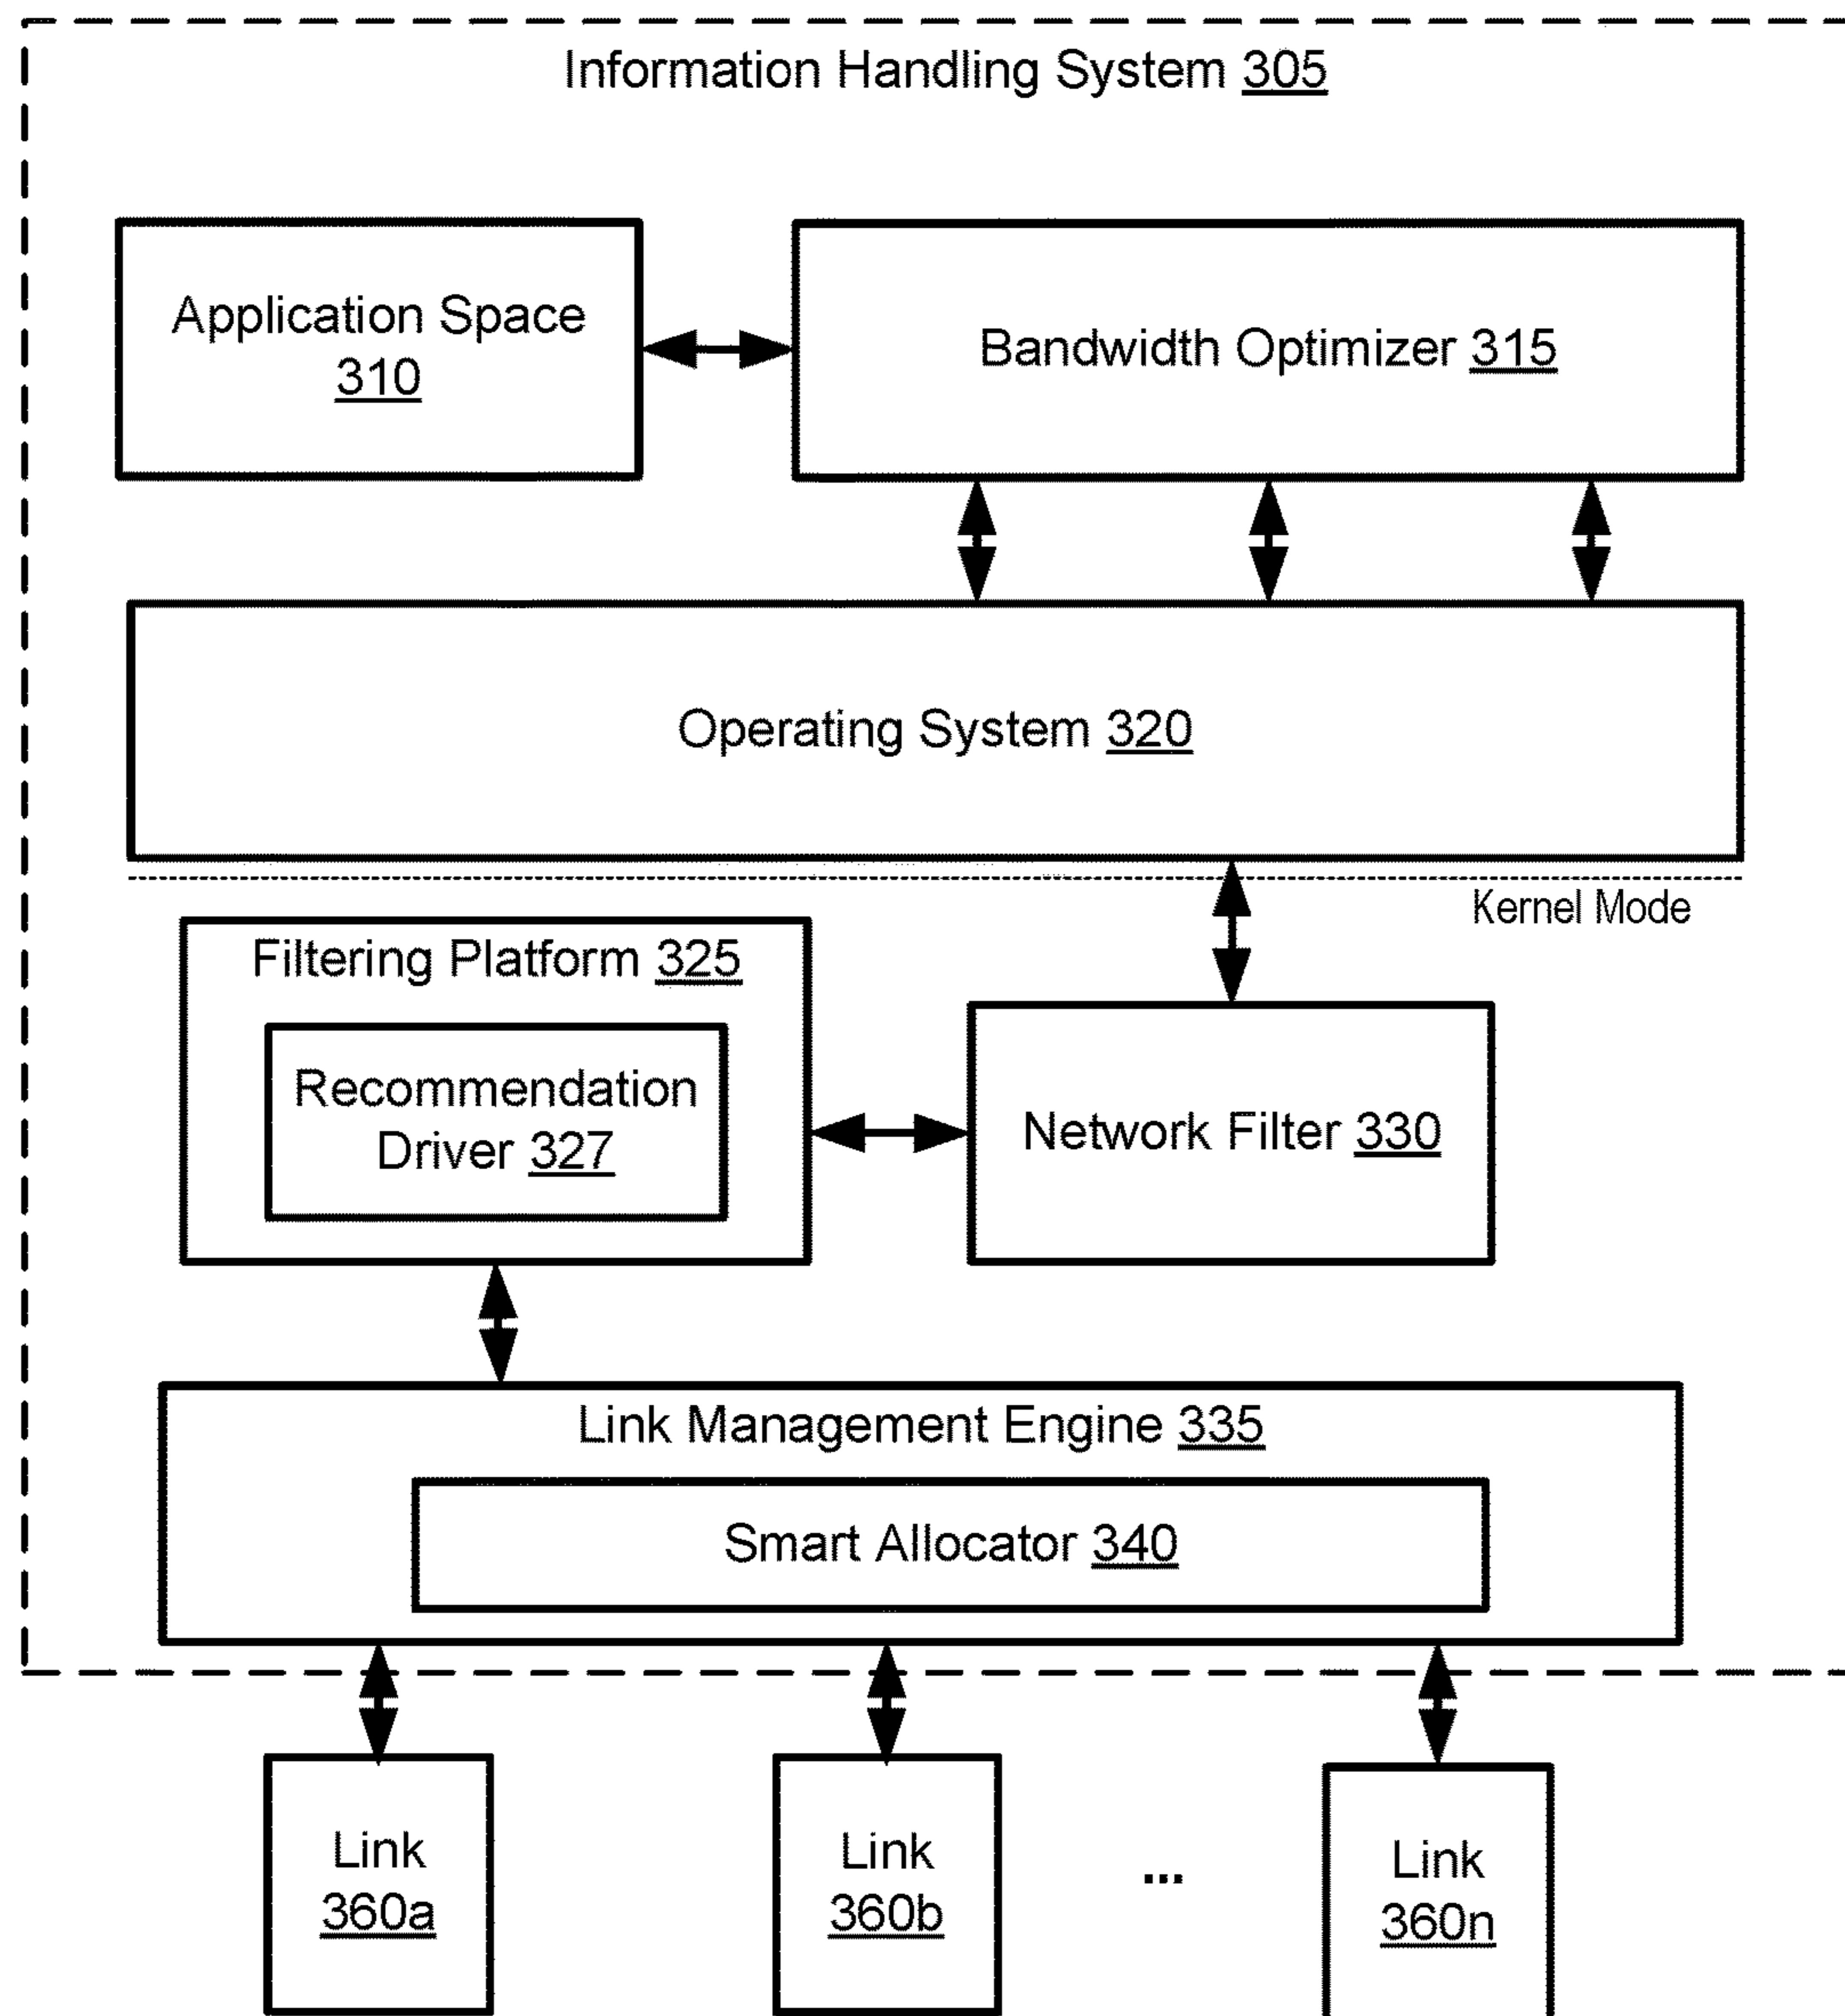 Information Handling System 305
Application Space
310
Bandwidth Optimizer 315
Operating System 320
Kernel Mode
Filtering Platform 325
Recommendation
Driver 327
Network Filter 330
Link Management Engine 335
Smart Allocator 340
Link
360a
Link
360b
...
Link
360n